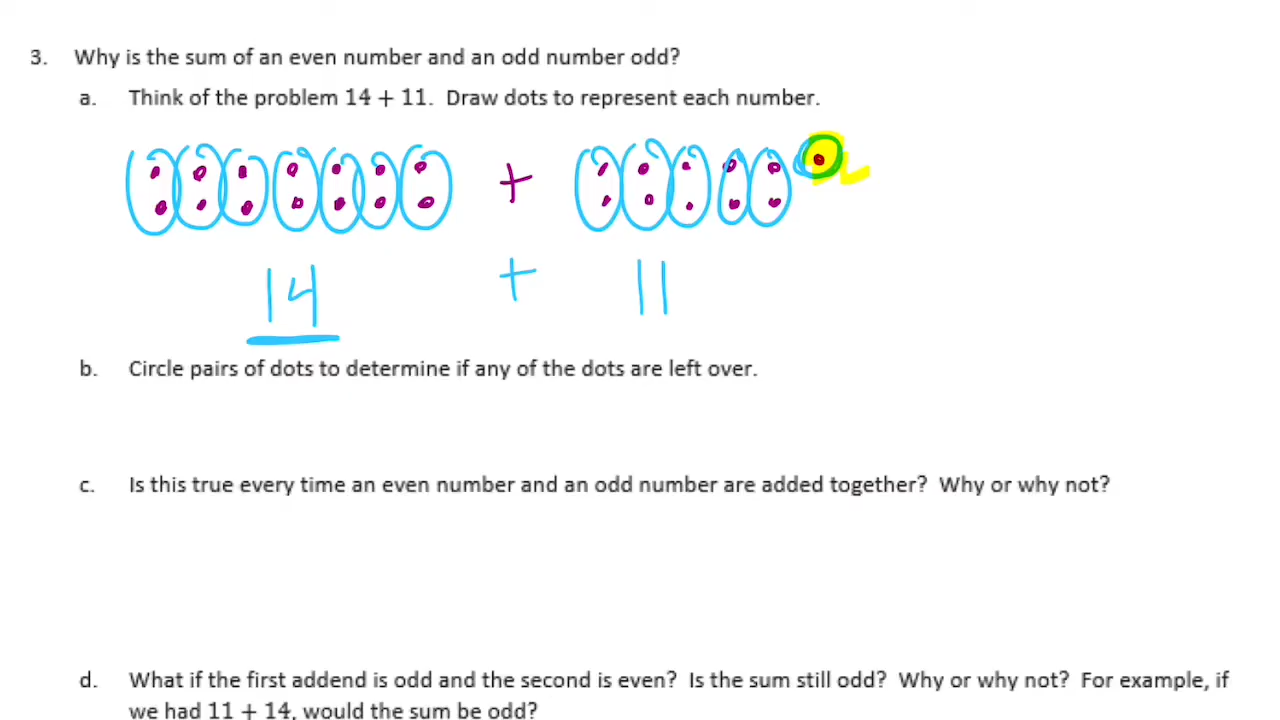 3. Why is the sum of an even number and an odd number odd?
a. Think of the problem 14 + 11. Draw dots to represent each number.
+
14 + 11
b. Circle pairs of dots to determine if any of the dots are left over.
c. Is this true every time an even number and an odd number are added together? Why or why not?
d. What if the first addend is odd and the second is even? Is the sum still odd? Why or why not? For example, if
we had 11 + 14, would the sum be odd?